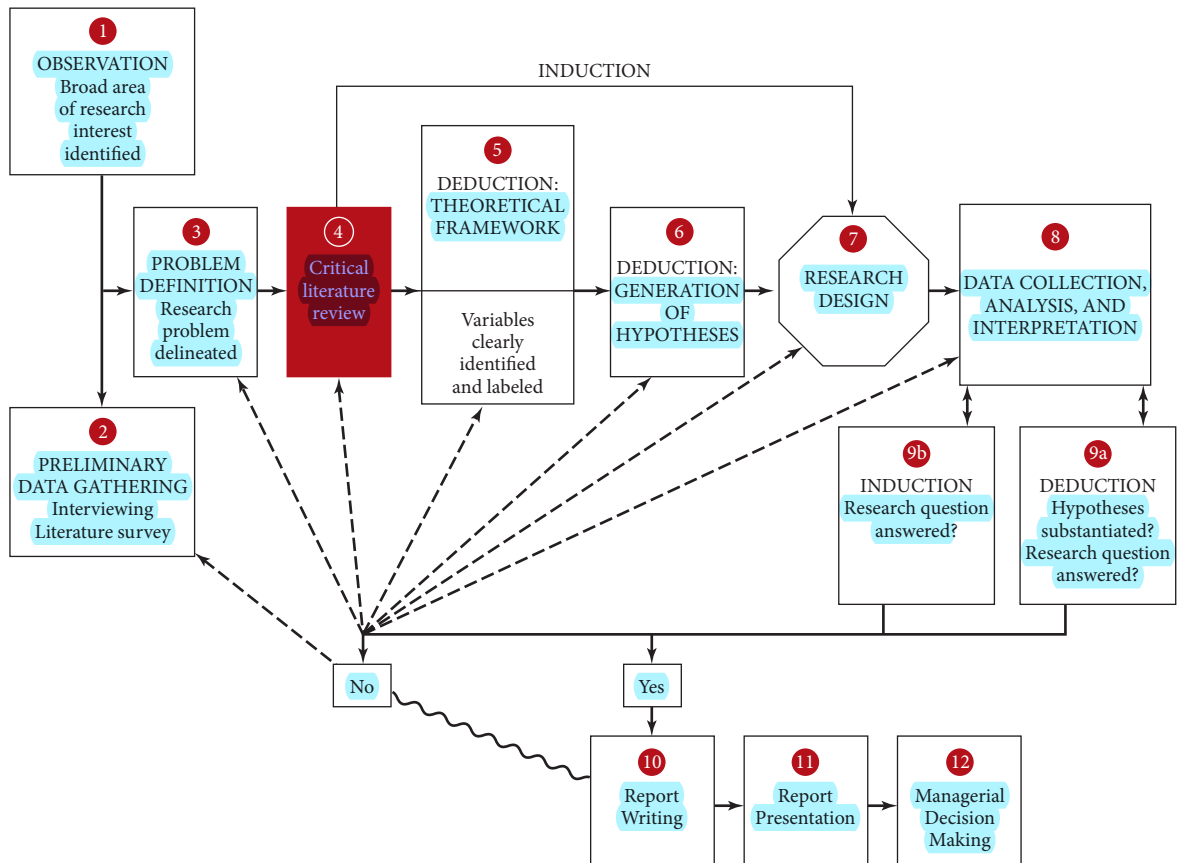 1
OBSERVATION
Broad area
of research
interest
identified
INDUCTION
3
PROBLEM
DEFINITION
Research
problem
delineated
4
Critical
literature
review
5
DEDUCTION:
THEORETICAL
FRAMEWORK
Variables
clearly
identified
and labeled
6
DEDUCTION:
GENERATION
OF
HYPOTHESES
7
RESEARCH
DESIGN
8
DATA COLLECTION,
ANALYSIS, AND
INTERPRETATION
2
PRELIMINARY
DATA GATHERING
Interviewing
Literature survey
9b
INDUCTION
Research question
answered?
9a
DEDUCTION
Hypotheses
substantiated?
Research question
answered?
No
Yes
10
Report
Writing
11
Report
Presentation
12
Managerial
Decision
Making